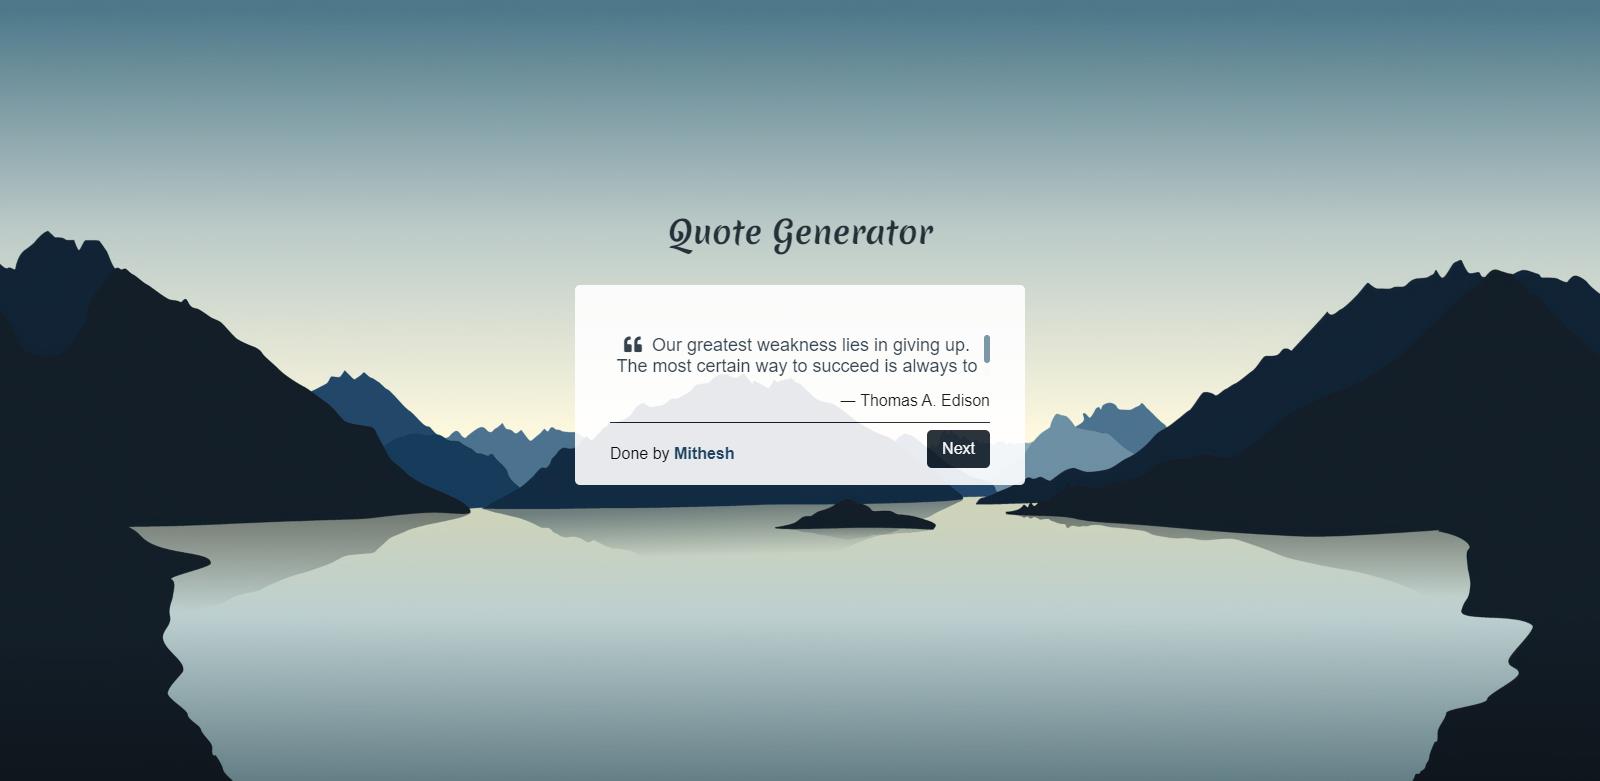 Quote Generator
❝ Our greatest weakness lies in giving up.
The most certain way to succeed is always to
— Thomas A. Edison
Done by Mithesh
Next